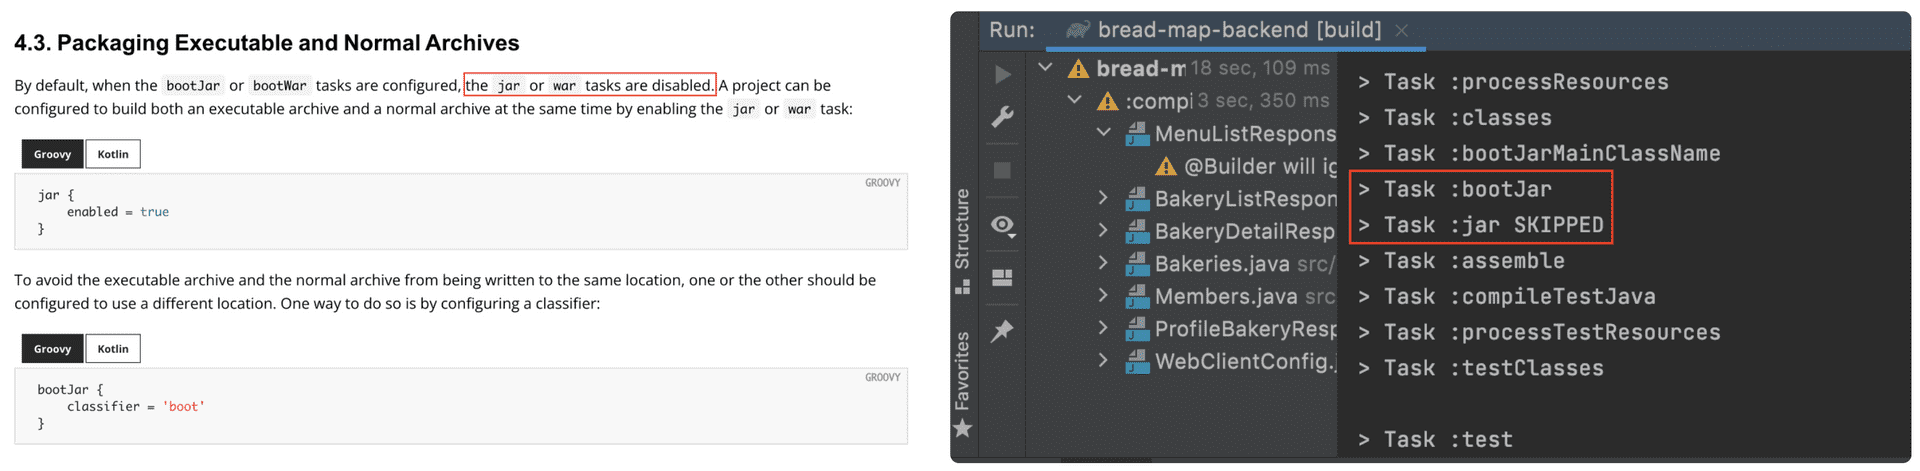 4.3. Packaging Executable and Normal Archives
By default, when the bootJar or bootWar tasks are configured, the jar or war tasks are disabled. A project can be
configured to build both an executable archive and a normal archive at the same time by enabling the jar or war task:
Groovy Kotlin
GROOVY
jar {
    enabled = true
}
To avoid the executable archive and the normal archive from being written to the same location, one or the other should be
configured to use a different location. One way to do so is by configuring a classifier:
Groovy Kotlin
GROOVY
bootJar {
    classifier = 'boot'
}
Run: bread-map-backend [build]
bread-m 18 sec, 109 ms
:compi 3 sec, 350 ms
MenuListRespons
@Builder will ig
BakeryListRespon
BakeryDetailResp
Bakeries.java src/
Members.java src
ProfileBakeryResp
WebClientConfig.j
Structure
Favorites
> Task :processResources
> Task :classes
> Task :bootJarMainClassName
> Task :bootJar
> Task :jar SKIPPED
> Task :assemble
> Task :compileTestJava
> Task :processTestResources
> Task :testClasses
> Task :test